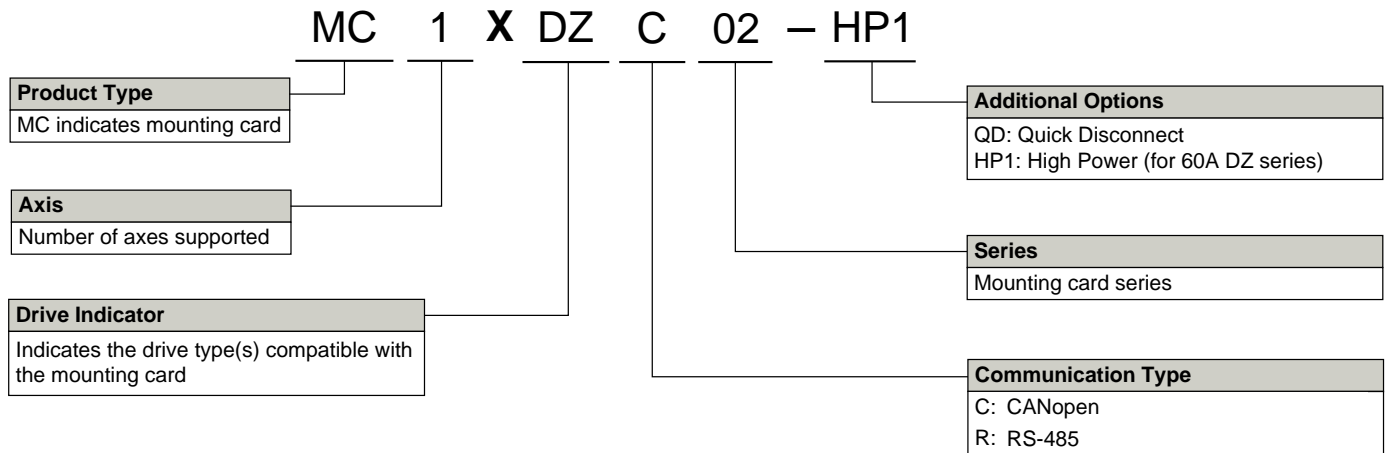 MC 1 X DZ C 02 – HP1
Product Type
MC indicates mounting card
Axis
Number of axes supported
Drive Indicator
Indicates the drive type(s) compatible with
the mounting card
Additional Options
QD: Quick Disconnect
HP1: High Power (for 60A DZ series)
Series
Mounting card series
Communication Type
C: CANopen
R: RS-485